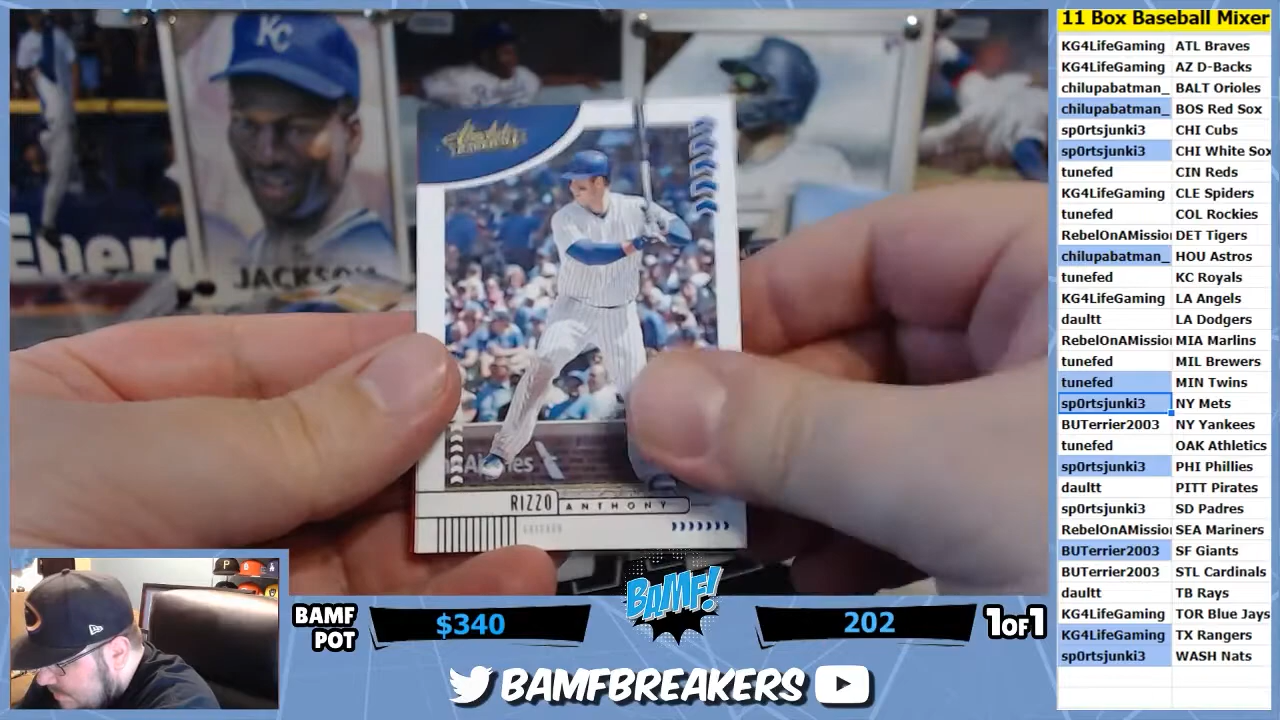 11 Box Baseball Mixer
KG4LifeGaming ATL Braves
KG4LifeGaming AZ D-Backs
chilupabatman_ BALT Orioles
chilupabatman_ BOS Red Sox
sp0rtsjunki3 CHI Cubs
sp0rtsjunki3 CHI White Sox
tunefed CIN Reds
KG4LifeGaming CLE Spiders
tunefed COL Rockies
RebelOnAMissio DET Tigers
chilupabatman_ HOU Astros
tunefed KC Royals
KG4LifeGaming LA Angels
daultt LA Dodgers
RebelOnAMission MIA Marlins
tunefed MIL Brewers
tunefed MIN Twins
sp0rtsjunki3 NY Mets
BUTerrier2003 NY Yankees
tunefed OAK Athletics
sp0rtsjunki3 PHI Phillies
daultt PITT Pirates
sp0rtsjunki3 SD Padres
RebelOnAMissio SEA Mariners
BUTerrier2003 SF Giants
BUTerrier2003 STL Cardinals
daultt TB Rays
KG4LifeGaming TOR Blue Jays
KG4LifeGaming TX Rangers
sp0rtsjunki3 WASH Nats
KC
JACKSON
RIZZO ANTHONY
BAMF POT
$340
BAMF!
202
1 OF 1
BAMFBREAKERS